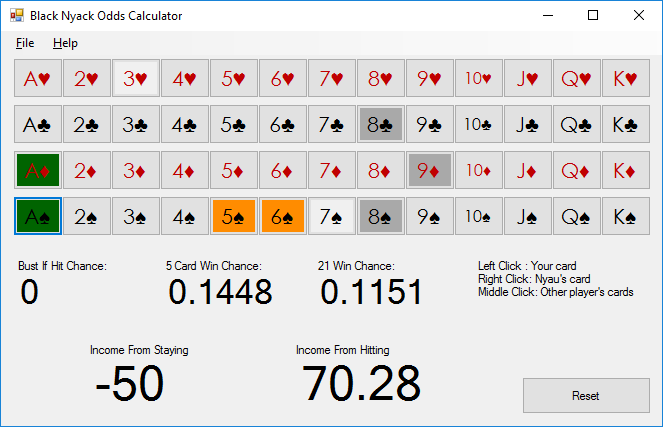 Black Nyack Odds Calculator
File Help
A♥ 2♥ 3♥ 4♥ 5♥ 6♥ 7♥ 8♥ 9♥ 10♥ J♥ Q♥ K♥
A♣ 2♣ 3♣ 4♣ 5♣ 6♣ 7♣ 8♣ 9♣ 10♣ J♣ Q♣ K♣
A♦ 2♦ 3♦ 4♦ 5♦ 6♦ 7♦ 8♦ 9♦ 10♦ J♦ Q♦ K♦
A♠ 2♠ 3♠ 4♠ 5♠ 6♠ 7♠ 8♠ 9♠ 10♠ J♠ Q♠ K♠
Bust If Hit Chance: 5 Card Win Chance: 21 Win Chance:
0 0.1448 0.1151
Left Click : Your card
Right Click: Nyau's card
Middle Click: Other player's cards
Income From Staying Income From Hitting
-50 70.28
Reset